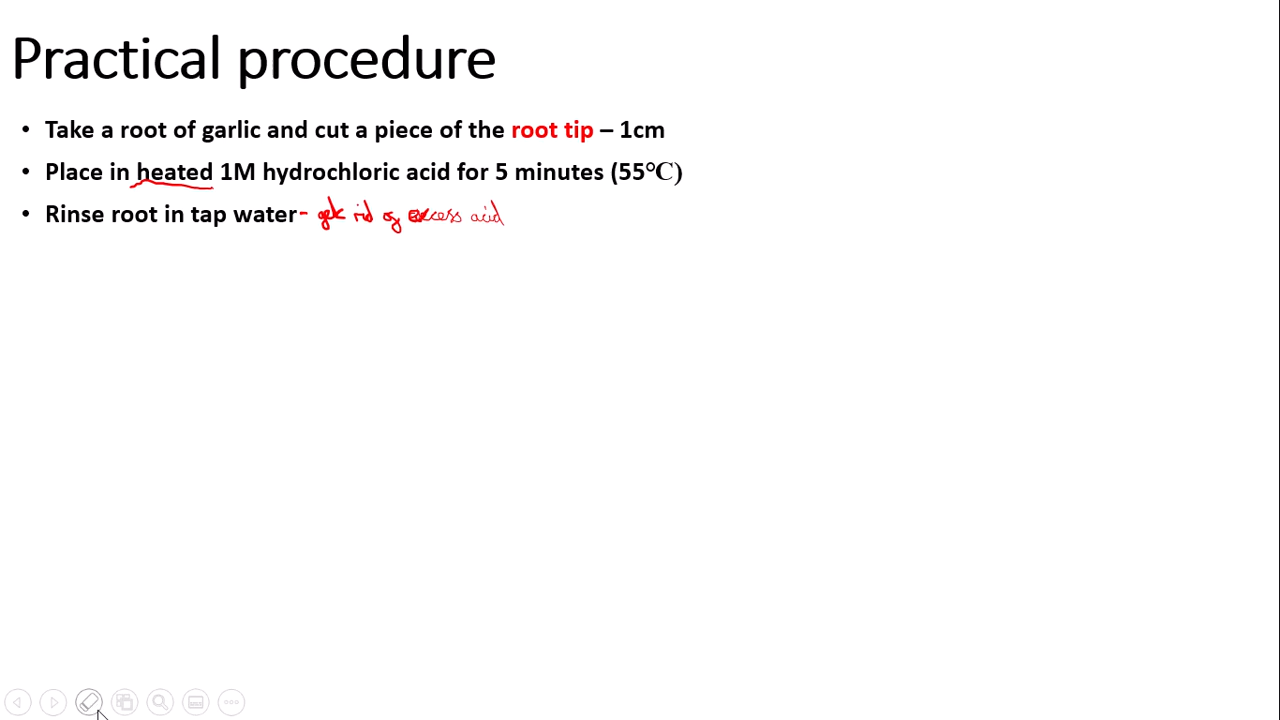 Practical procedure
• Take a root of garlic and cut a piece of the root tip – 1cm
• Place in heated 1M hydrochloric acid for 5 minutes (55°C)
• Rinse root in tap water - get rid of excess acid